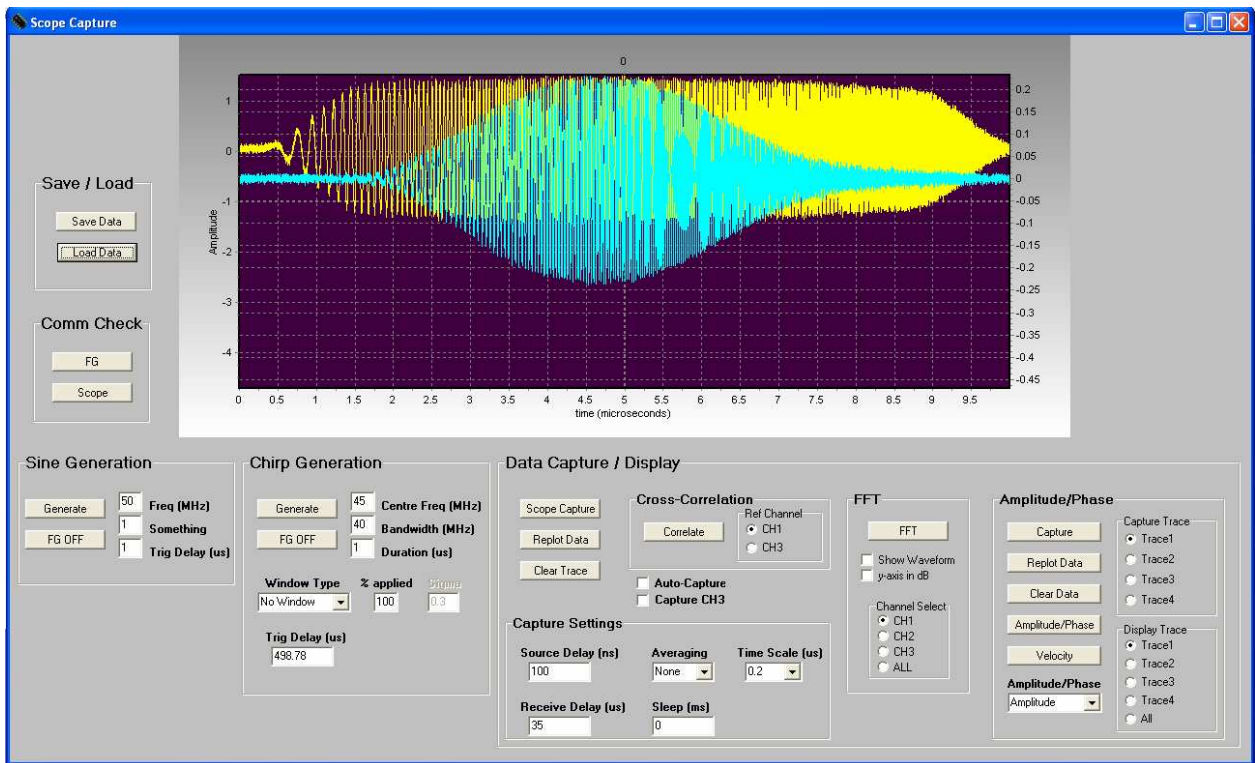 Scope Capture
0
1
0
-1
-2
-3
-4
Amplitude
0.2
0.15
0.1
0.05
0
-0.05
-0.1
-0.15
-0.2
-0.25
-0.3
-0.35
-0.4
-0.45
0 0.5 1 1.5 2 2.5 3 3.5 4 4.5 5 5.5 6 6.5 7 7.5 8 8.5 9 9.5
time (microseconds)
Save / Load
Save Data
Load Data
Comm Check
FG
Scope
Sine Generation
Generate
50 Freq (MHz)
1 Something
FG OFF
1 Trig Delay (us)
Chirp Generation
Generate
45 Centre Freq (MHz)
40 Bandwidth (MHz)
FG OFF
1 Duration (us)
Window Type % applied Sigma
No Window 100 0.3
Trig Delay (us)
498.78
Data Capture / Display
Scope Capture
Replot Data
Clear Trace
Cross-Correlation
Correlate
Ref Channel
CH1
CH3
Auto-Capture
Capture CH3
Capture Settings
Source Delay (ns) Averaging Time Scale (us)
100 None 0.2
Receive Delay (us) Sleep (ms)
35 0
FFT
FFT
Show Waveform
y-axis in dB
Channel Select
CH1
CH2
CH3
ALL
Amplitude/Phase
Capture
Replot Data
Clear Data
Amplitude/Phase
Velocity
Amplitude/Phase
Amplitude
Capture Trace
Trace1
Trace2
Trace3
Trace4
Display Trace
Trace1
Trace2
Trace3
Trace4
All